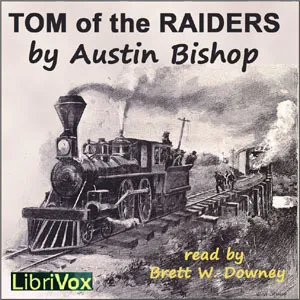 TOM of the RAIDERS
by Austin Bishop
read by
Brett W. Downey
LibriVox